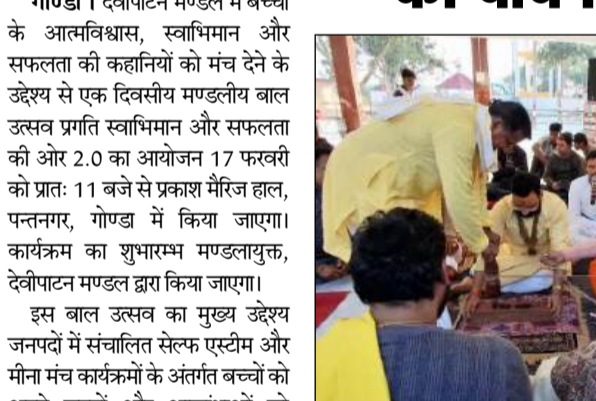 गोण्डा। देवीपाटन मण्डल में बच्चों
के आत्मविश्वास, स्वाभिमान और
सफलता की कहानियों को मंच देने के
उद्देश्य से एक दिवसीय मण्डलीय बाल
उत्सव प्रगति स्वाभिमान और सफलता
की ओर 2.0 का आयोजन 17 फरवरी
को प्रातः 11 बजे से प्रकाश मैरिज हाल,
पन्तनगर, गोण्डा में किया जाएगा।
कार्यक्रम का शुभारम्भ मण्डलायुक्त,
देवीपाटन मण्डल द्वारा किया जाएगा।
इस बाल उत्सव का मुख्य उद्देश्य
जनपदों में संचालित सेल्फ एस्टीम और
मीना मंच कार्यक्रमों के अंतर्गत बच्चों को